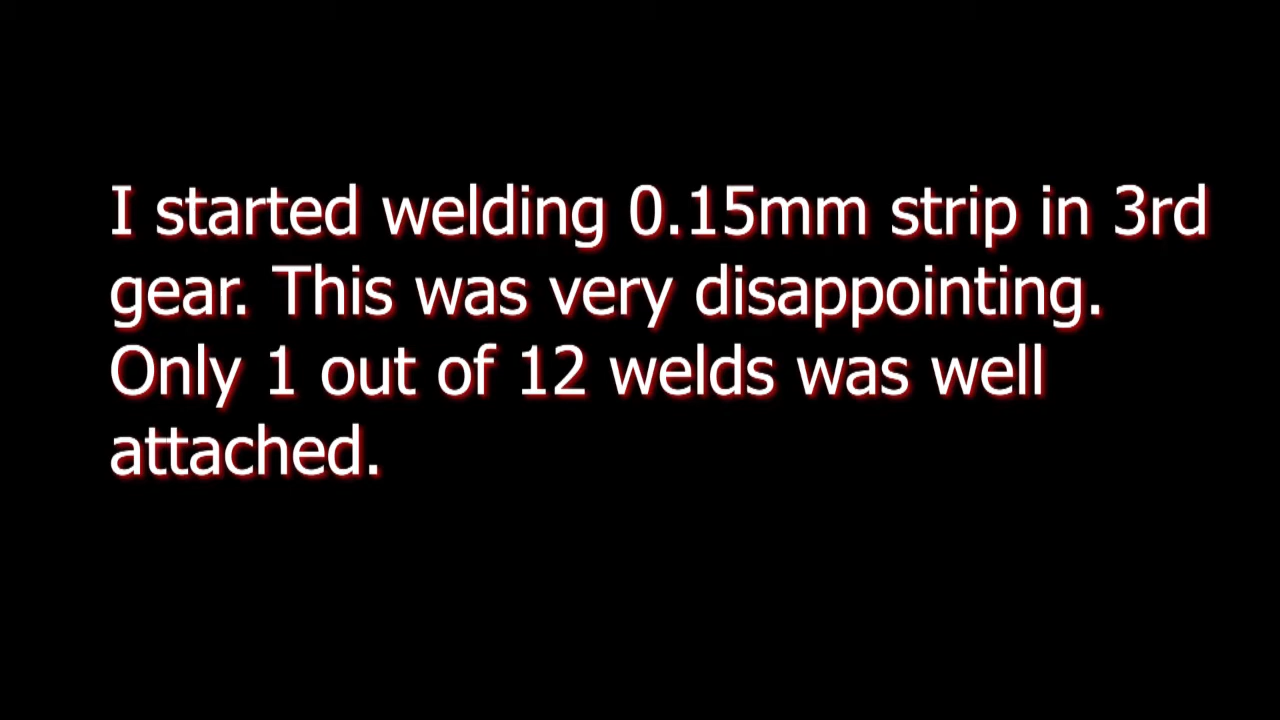 I started welding 0.15mm strip in 3rd
gear. This was very disappointing.
Only 1 out of 12 welds was well
attached.